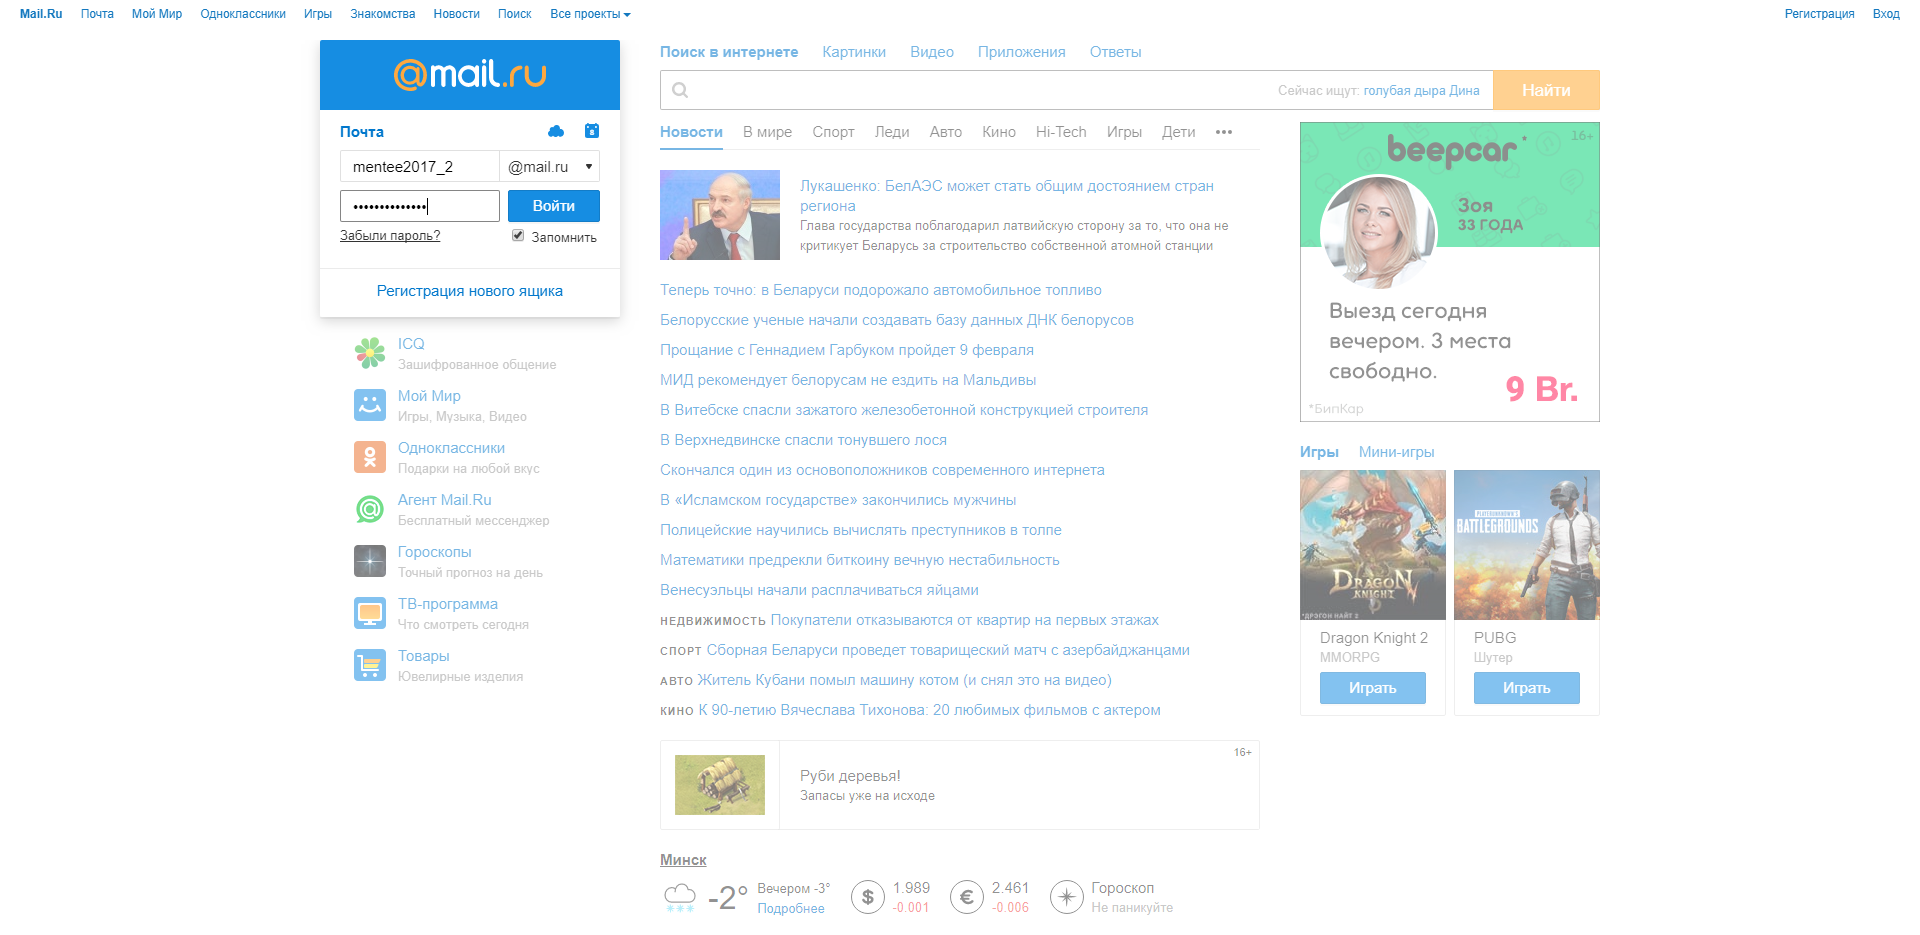 Mail.Ru Почта Мой Мир Одноклассники Игры Знакомства Новости Поиск Все проекты Регистрация Вход
@mail.ru
Почта
mentee2017_2 @mail.ru
Войти
Забыли пароль? Запомнить
Регистрация нового ящика
ICQ
Зашифрованное общение
Мой Мир
Игры, Музыка, Видео
Одноклассники
Подарки на любой вкус
Агент Mail.Ru
Бесплатный мессенджер
Гороскопы
Точный прогноз на день
ТВ-программа
Что смотреть сегодня
Товары
Ювелирные изделия
Поиск в интернете Картинки Видео Приложения Ответы
Сейчас ищут: голубая дыра Дина Найти
Новости В мире Спорт Леди Авто Кино Hi-Tech Игры Дети
Лукашенко: БелАЭС может стать общим достоянием стран
региона
Глава государства поблагодарил латвийскую сторону за то, что она не
критикует Беларусь за строительство собственной атомной станции
Теперь точно: в Беларуси подорожало автомобильное топливо
Белорусские ученые начали создавать базу данных ДНК белорусов
Прощание с Геннадием Гарбуком пройдет 9 февраля
МИД рекомендует белорусам не ездить на Мальдивы
В Витебске спасли зажатого железобетонной конструкцией строителя
В Верхнедвинске спасли тонувшего лося
Скончался один из основоположников современного интернета
В «Исламском государстве» закончились мужчины
Полицейские научились вычислять преступников в толпе
Математики предрекли биткоину вечную нестабильность
Венесуэльцы начали расплачиваться яйцами
НЕДВИЖИМОСТЬ Покупатели отказываются от квартир на первых этажах
СПОРТ Сборная Беларуси проведет товарищеский матч с азербайджанцами
АВТО Житель Кубани помыл машину котом (и снял это на видео)
КИНО К 90-летию Вячеслава Тихонова: 20 любимых фильмов с актером
16+
Руби деревья!
Запасы уже на исходе
Минск
-2° Вечером -3°
Подробнее
$ 1.989
-0.001
€ 2.461
-0.006
Гороскоп
Не паникуйте
16+
beepcar*
Зоя
33 ГОДА
Выезд сегодня
вечером. 3 места
свободно.
9 Br.
*БипКар
Игры Мини-игры
DRAGON
KNIGHT
*ДРЭГОН НАЙТ 2
Dragon Knight 2
MMORPG
Играть
PLAYERUNKNOWN'S
BATTLEGROUNDS
PUBG
Шутер
Играть